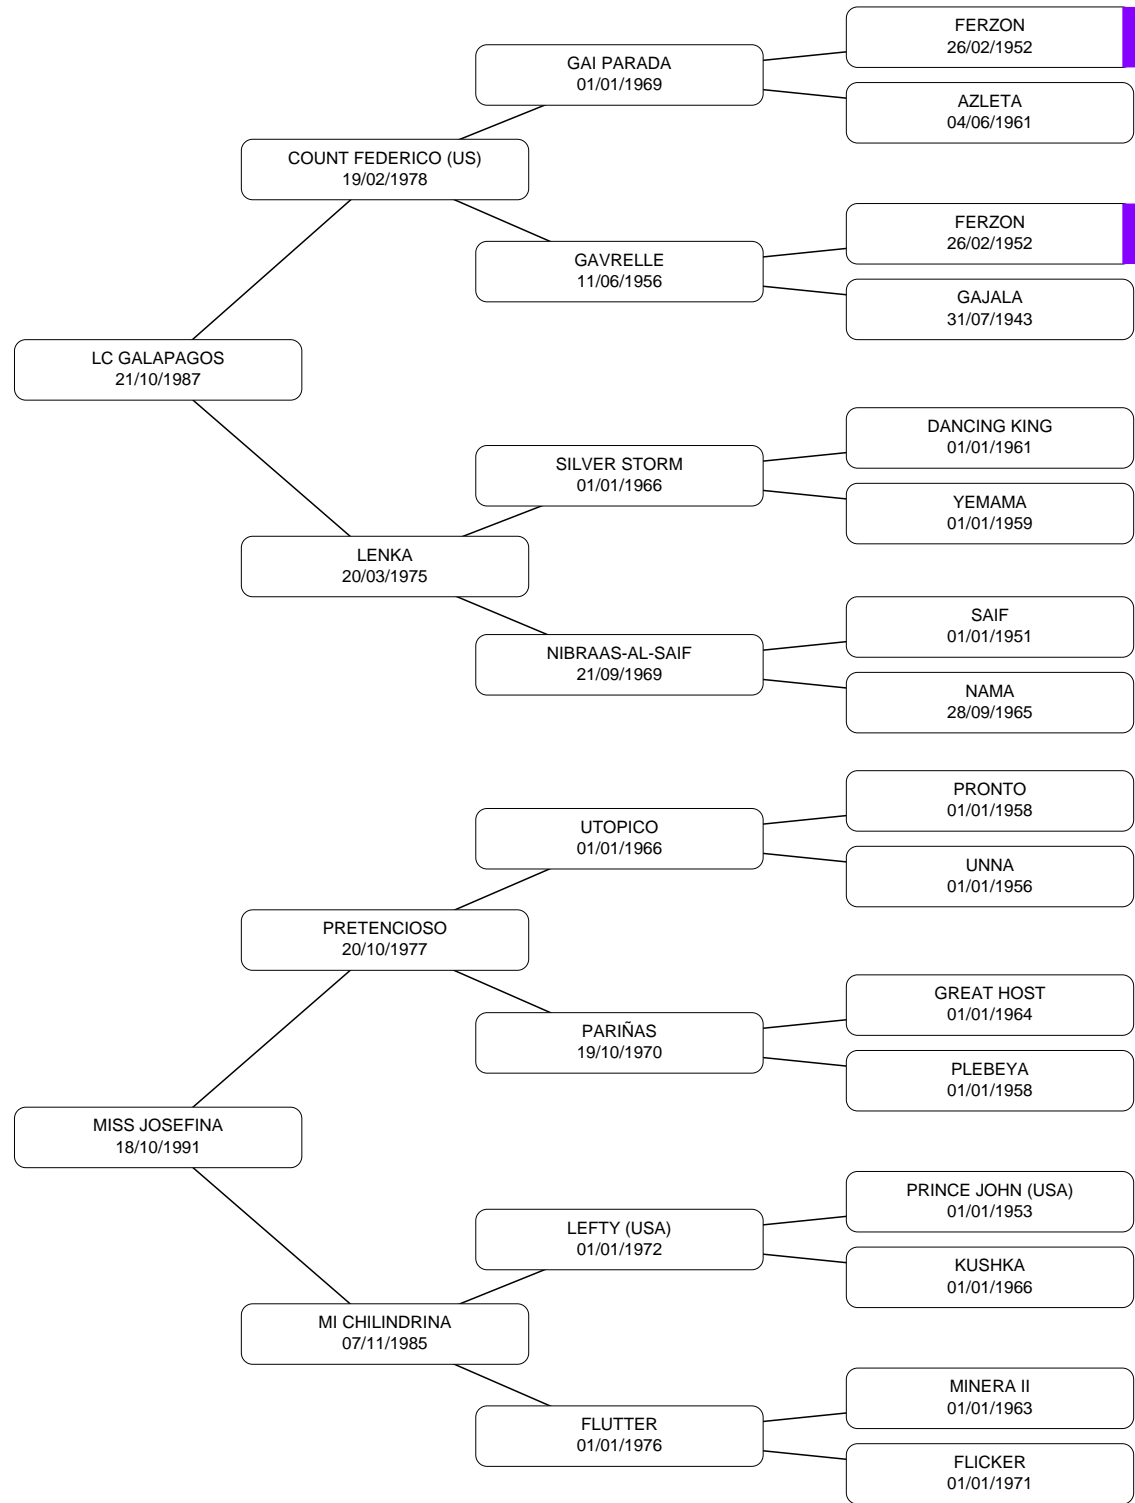 FERZON
26/02/1952
GAI PARADA
01/01/1969
AZLETA
04/06/1961
COUNT FEDERICO (US)
19/02/1978
FERZON
26/02/1952
GAVRELLE
11/06/1956
GAJALA
31/07/1943
LC GALAPAGOS
21/10/1987
DANCING KING
01/01/1961
SILVER STORM
01/01/1966
YEMAMA
01/01/1959
LENKA
20/03/1975
SAIF
01/01/1951
NIBRAAS-AL-SAIF
21/09/1969
NAMA
28/09/1965
PRONTO
01/01/1958
UTOPICO
01/01/1966
UNNA
01/01/1956
PRETENCIOSO
20/10/1977
GREAT HOST
01/01/1964
PARIÑAS
19/10/1970
PLEBEYA
01/01/1958
MISS JOSEFINA
18/10/1991
PRINCE JOHN (USA)
01/01/1953
LEFTY (USA)
01/01/1972
KUSHKA
01/01/1966
MI CHILINDRINA
07/11/1985
MINERA II
01/01/1963
FLUTTER
01/01/1976
FLICKER
01/01/1971